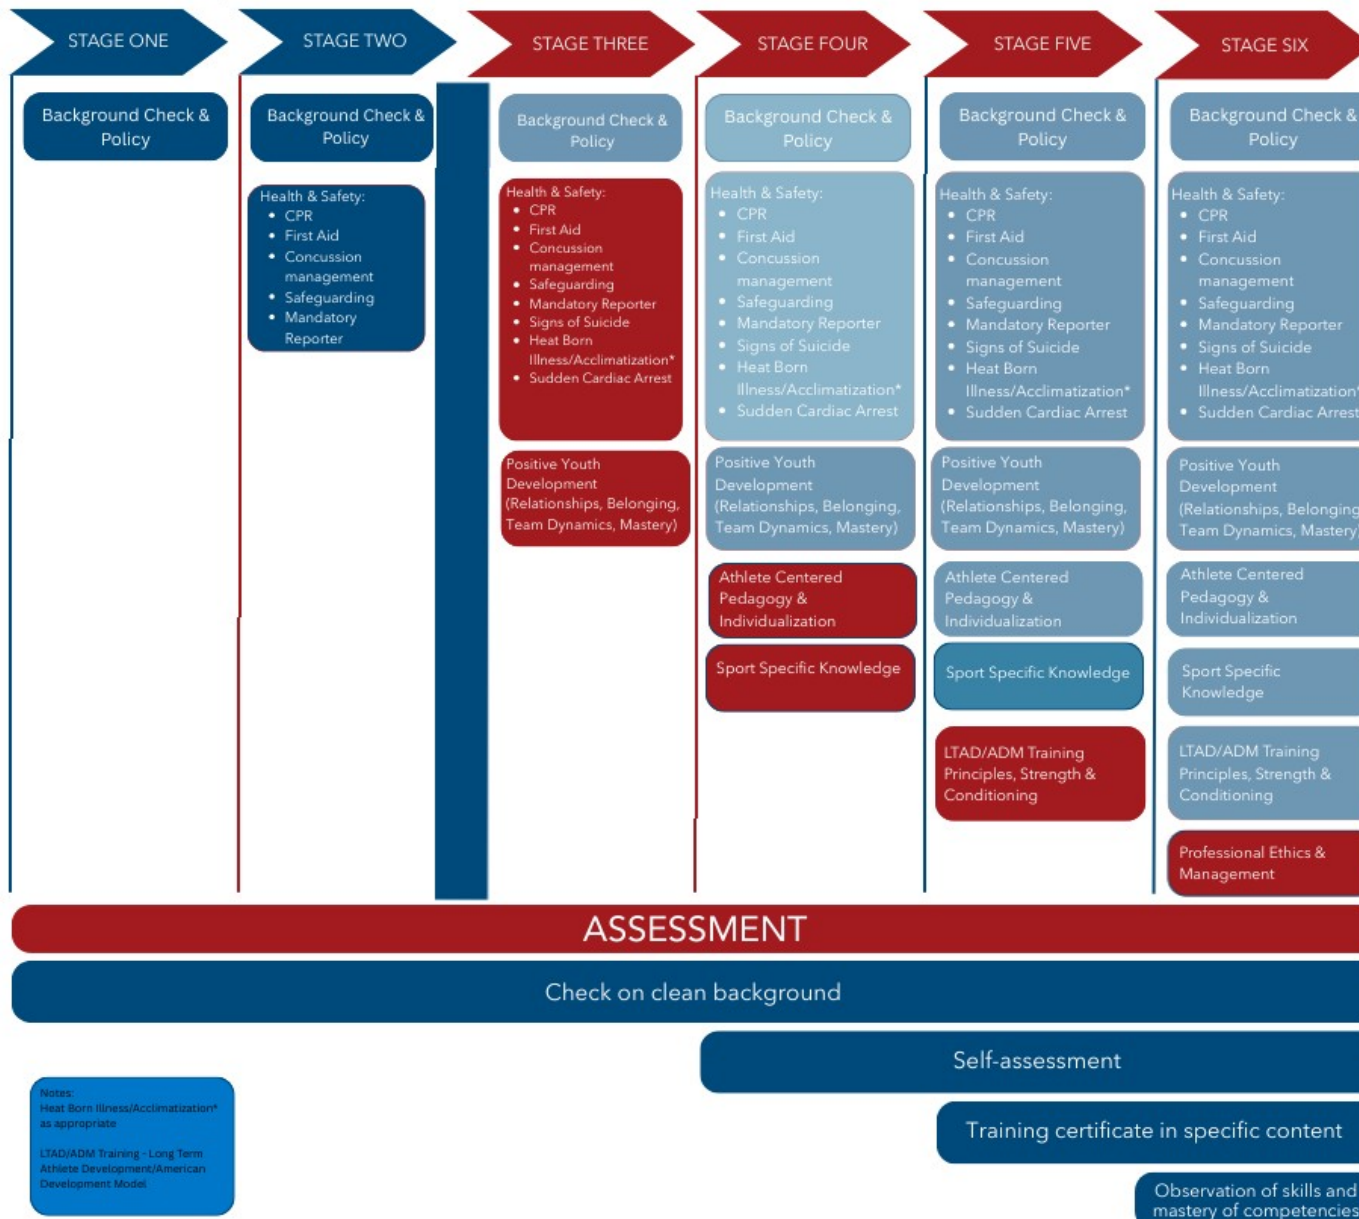 STAGE ONE
STAGE TWO
STAGE THREE
STAGE FOUR
STAGE FIVE
STAGE SIX
Background Check &
Policy
Background Check &
Policy
Health & Safety:
• CPR
• First Aid
• Concussion
management
• Safeguarding
• Mandatory
Reporter
Background Check &
Policy
Health & Safety:
• CPR
• First Aid
• Concussion
management
• Safeguarding
• Mandatory Reporter
• Signs of Suicide
• Heat Born
Illness/Acclimatization*
• Sudden Cardiac Arrest
Positive Youth
Development
(Relationships, Belonging,
Team Dynamics, Mastery)
Background Check &
Policy
Health & Safety:
• CPR
• First Aid
• Concussion
management
• Safeguarding
• Mandatory Reporter
• Signs of Suicide
• Heat Born
Illness/Acclimatization*
• Sudden Cardiac Arrest
Positive Youth
Development
(Relationships, Belonging,
Team Dynamics, Mastery)
Athlete Centered
Pedagogy &
Individualization
Sport Specific Knowledge
Background Check &
Policy
Health & Safety:
• CPR
• First Aid
• Concussion
management
• Safeguarding
• Mandatory Reporter
• Signs of Suicide
• Heat Born
Illness/Acclimatization*
• Sudden Cardiac Arrest
Positive Youth
Development
(Relationships, Belonging,
Team Dynamics, Mastery)
Athlete Centered
Pedagogy &
Individualization
Sport Specific Knowledge
LTAD/ADM Training
Principles, Strength &
Conditioning
Background Check &
Policy
Health & Safety:
• CPR
• First Aid
• Concussion
management
• Safeguarding
• Mandatory Reporter
• Signs of Suicide
• Heat Born
Illness/Acclimatization*
• Sudden Cardiac Arrest
Positive Youth
Development
(Relationships, Belonging
Team Dynamics, Mastery)
Athlete Centered
Pedagogy &
Individualization
Sport Specific
Knowledge
LTAD/ADM Training
Principles, Strength &
Conditioning
Professional Ethics &
Management
ASSESSMENT
Check on clean background
Self-assessment
Training certificate in specific content
Observation of skills and
mastery of competencies
Notes:
Heat Born Illness/Acclimatization*
as appropriate
LTAD/ADM Training - Long Term
Athlete Development/American
Development Model